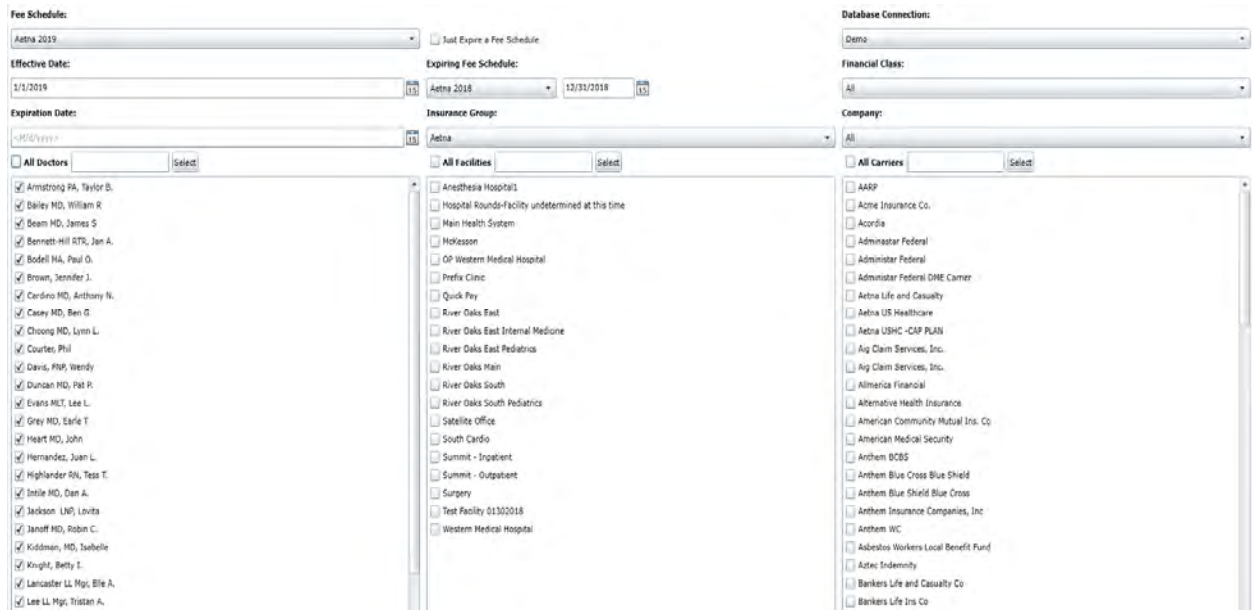 Fee Schedule:
Database Connection:
Aetna 2019
Just Expire a Fee Schedule
Demo
Effective Date:
Expiring Fee Schedule:
Financial Class:
1/1/2019
15
Aetna 2018
12/31/2018
15
All
Expiration Date:
Insurance Group:
Company:
<M/d/yyyy>
15
Aetna
All
All Doctors
Select
All Facilities
Select
All Carriers
Select
Armstrong PA, Taylor B.
Bailey MD, William R
Beam MD, James S
Bennett-Hill RTR, Jan A.
Bodell MA, Paul O.
Brown, Jennifer J.
Cardino MD, Anthony N.
Casey MD, Ben G
Choong MD, Lynn L.
Courter, Phil
Davis, FNP, Wendy
Duncan MD, Pat P.
Evans MLT, Lee L.
Grey MD, Earle T
Heart MD, John
Hernandez, Juan L.
Highlander RN, Tess T.
Intile MD, Dan A.
Jackson LNP, Lovita
Janoff MD, Robin C.
Kiddman, MD, Isabelle
Knight, Betty I.
Lancaster LL Mgr, Elle A.
Lee LL Mgr, Tristan A.
Anesthesia Hospital1
Hospital Rounds-Facility undetermined at this time
Main Health System
McKesson
OP Western Medical Hospital
Prefix Clinic
Quick Pay
River Oaks East
River Oaks East Internal Medicine
River Oaks East Pediatrics
River Oaks Main
River Oaks South
River Oaks South Pediatrics
Satellite Office
South Cardio
Summit - Inpatient
Summit - Outpatient
Surgery
Test Facility 01302018
Western Medical Hospital
AARP
Acme Insurance Co.
Acordia
Adminastar Federal
Administar Federal
Administar Federal DME Carrier
Aetna Life and Casualty
Aetna US Healthcare
Aetna USHC -CAP PLAN
Aig Claim Services, Inc.
Aig Claim Services, Inc.
Allmerica Financial
Alternative Health Insurance
American Community Mutual Ins. Co
American Medical Security
Anthem BCBS
Anthem Blue Cross Blue Shield
Anthem Blue Shield Blue Cross
Anthem Insurance Companies, Inc
Anthem WC
Asbestos Workers Local Benefit Fund
Aztec Indemnity
Bankers Life and Casualty Co
Bankers Life Ins Co